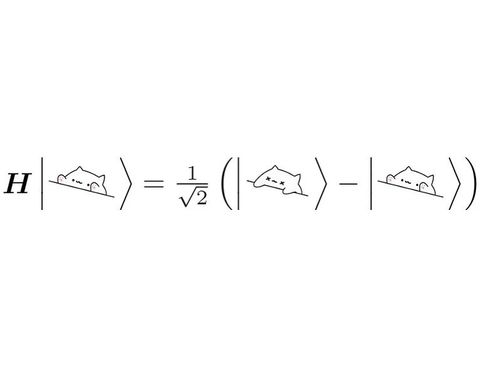 H | ⟩ = 1/√2 ( | ⟩ − | ⟩ )